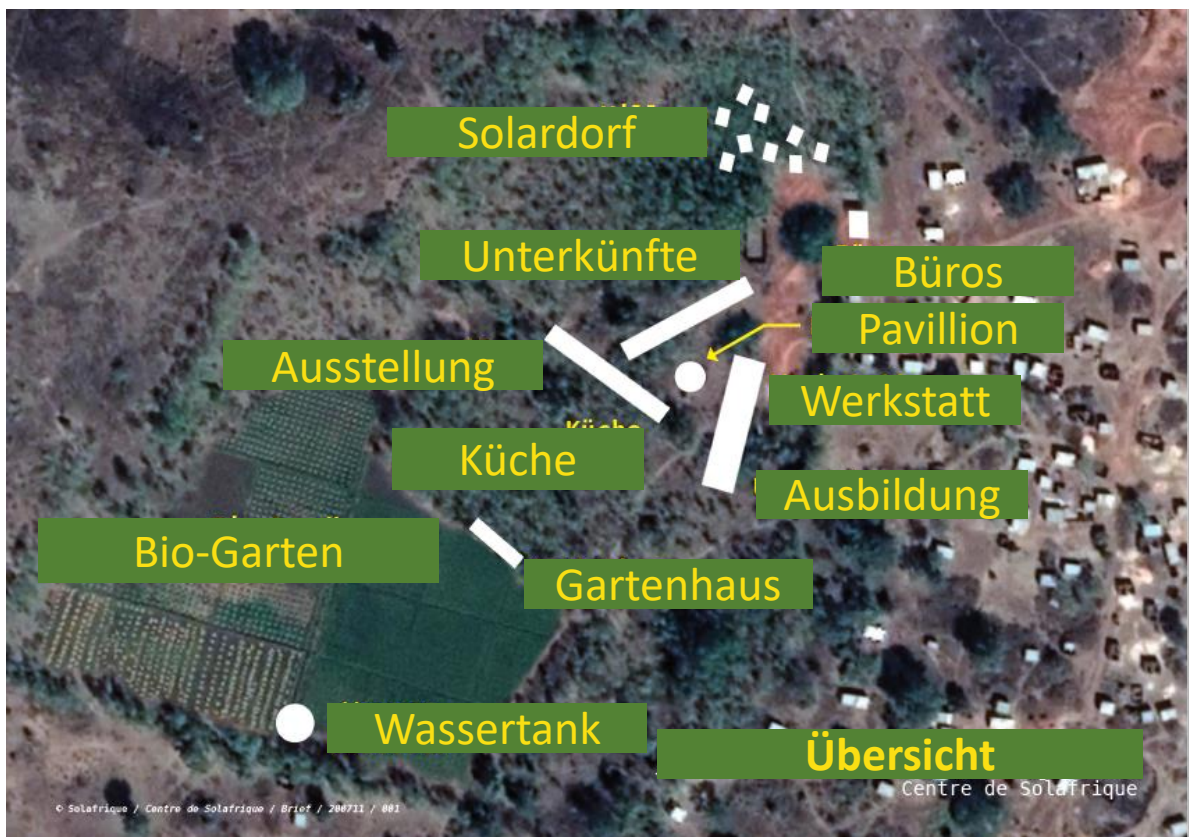 Solardorf
Unterkünfte
Büros
Pavillion
Ausstellung
Werkstatt
Küche
Küche
Ausbildung
Bio-Garten
Gartenhaus
Wassertank
Übersicht
Centre de Solafrique
© Solafrique / Centre de Solafrique / Brief / 200711 / 001